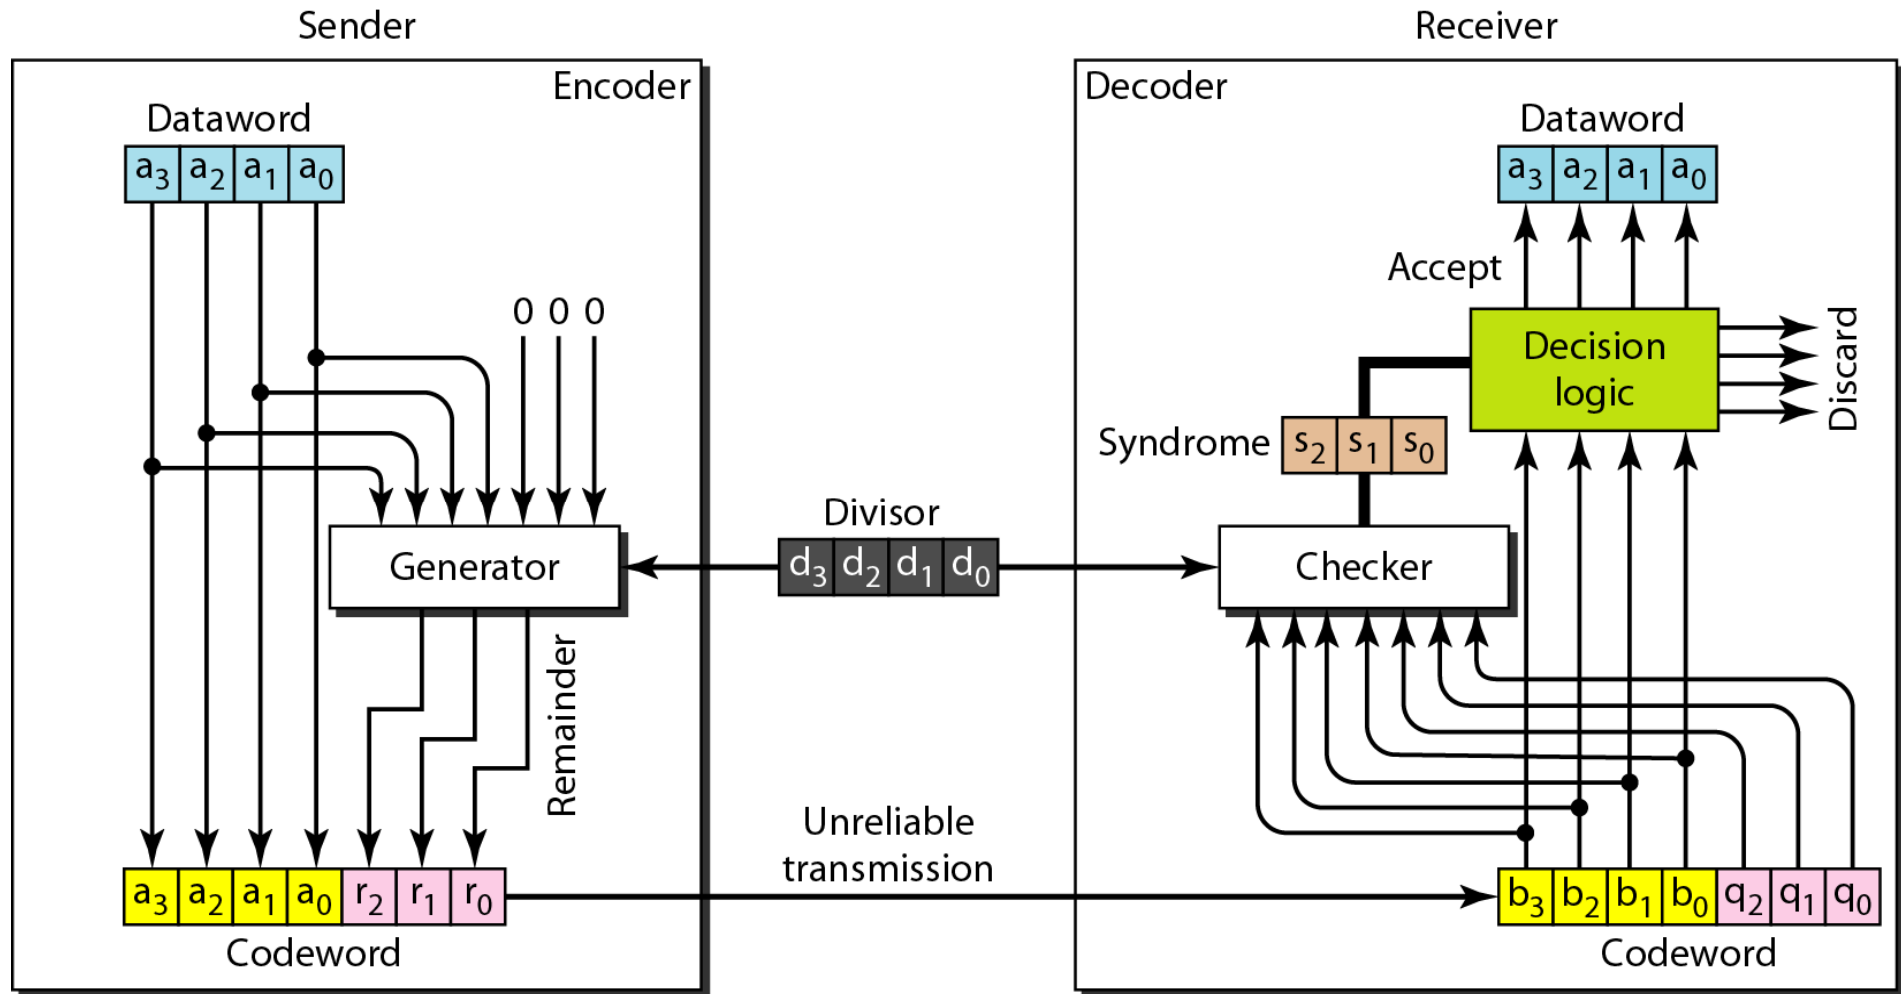 Sender
Receiver
Encoder
Decoder
Dataword
Dataword
a3 a2 a1 a0
a3 a2 a1 a0
Accept
0 0 0
Decision
logic
Discard
Syndrome
s2 s1 s0
Divisor
Generator
d3 d2 d1 d0
Checker
Remainder
Unreliable
transmission
a3 a2 a1 a0 r2 r1 r0
b3 b2 b1 b0 q2 q1 q0
Codeword
Codeword